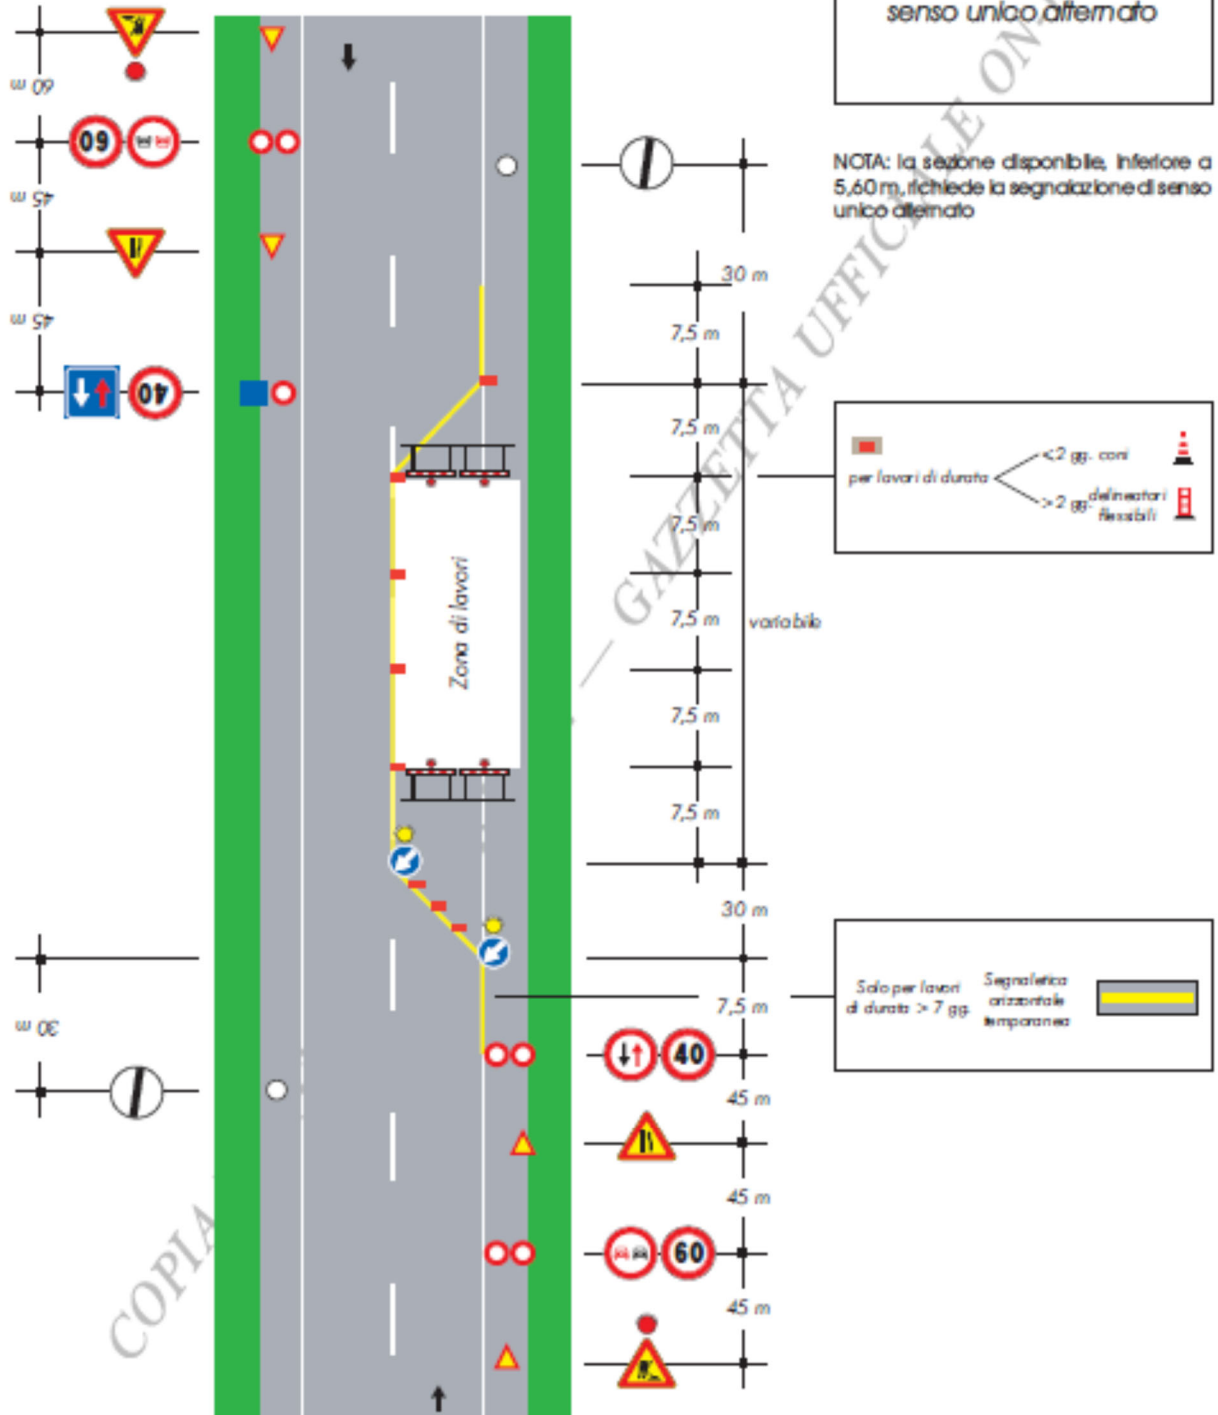 senso unico alternato
60 m
60
NOTA: la sezione disponibile, inferiore a
5,60 m, richiede la segnalazione di senso
unico alternato
45 m
30 m
7,5 m
45 m
40
7,5 m
<2 gg. coni
per lavori di durata
>2 gg. delineatori
flessibili
7,5 m
Zona di lavori
7,5 m
variabile
7,5 m
7,5 m
30 m
Solo per lavori
di durata > 7 gg.
Segnaletica
orizzontale
temporanea
7,5 m
30 m
40
45 m
45 m
60
45 m
COPIA
— GAZZETTA UFFICIALE ON-